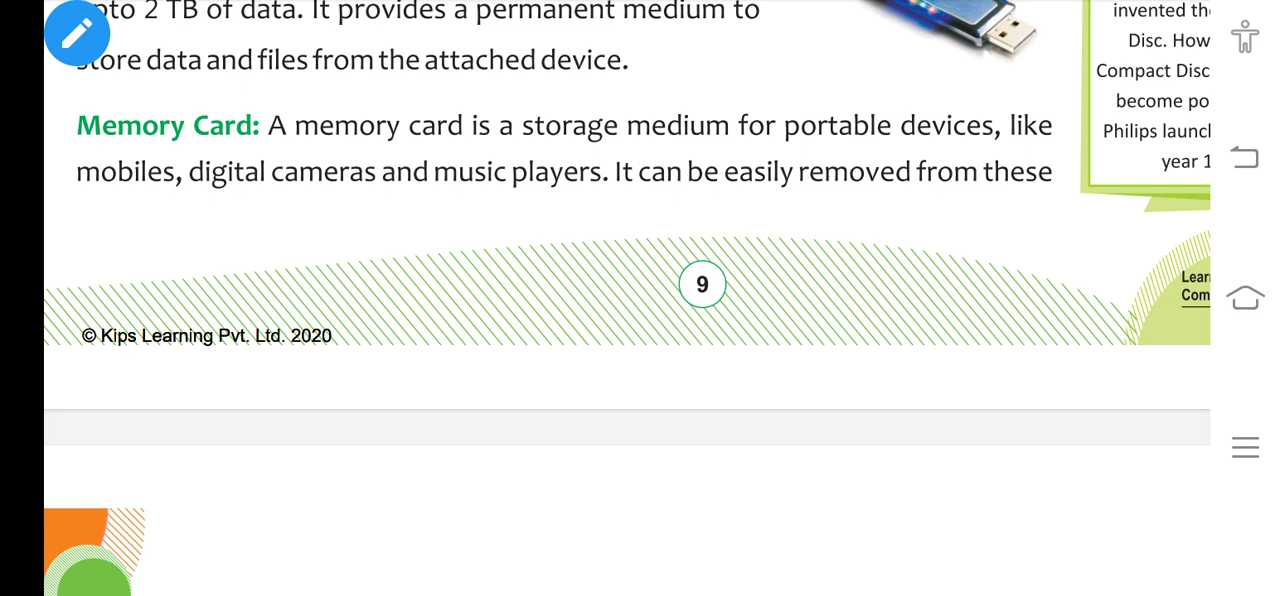 pto 2 TB of data. It provides a permanent medium to
store data and files from the attached device.
Memory Card: A memory card is a storage medium for portable devices, like
mobiles, digital cameras and music players. It can be easily removed from these
invented th
Disc. How
Compact Disc
become po
Philips launch
year 1
9
Lear
Com
© Kips Learning Pvt. Ltd. 2020